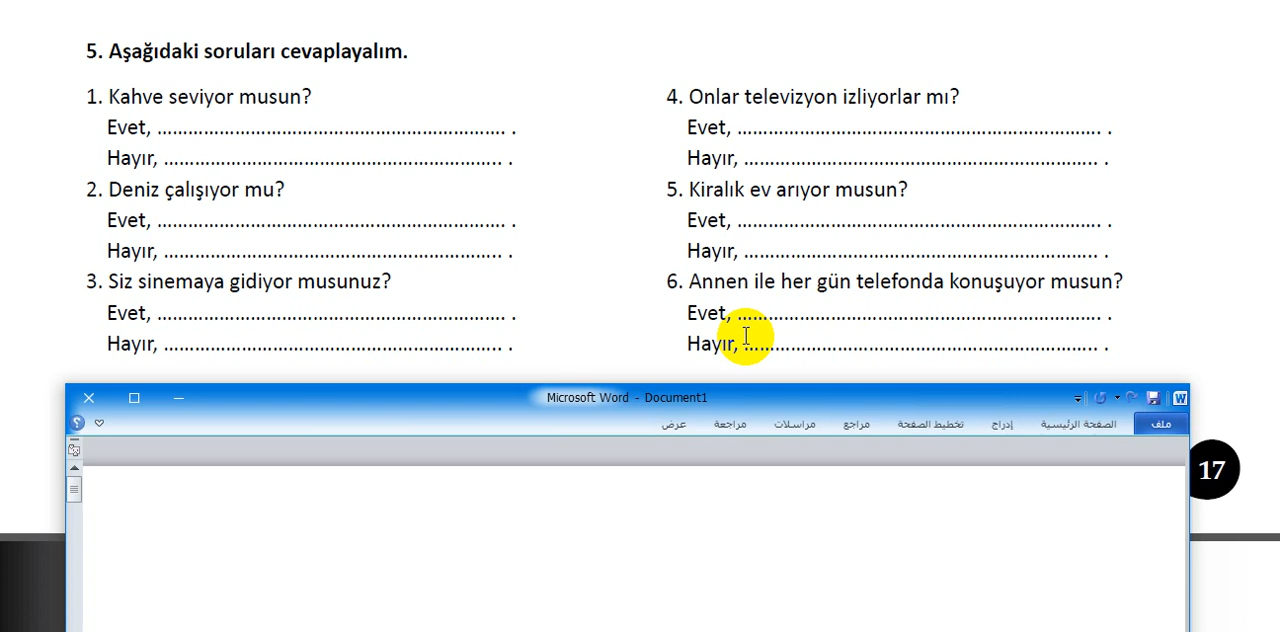 5. Aşağıdaki soruları cevaplayalım.
1. Kahve seviyor musun?
Evet, ........................................................ .
Hayır, ...................................................... .
2. Deniz çalışıyor mu?
Evet, ........................................................ .
Hayır, ...................................................... .
3. Siz sinemaya gidiyor musunuz?
Evet, ........................................................ .
Hayır, ...................................................... .
4. Onlar televizyon izliyorlar mı?
Evet, .......................................................... .
Hayır, ......................................................... .
5. Kiralık ev arıyor musun?
Evet, .......................................................... .
Hayır, ......................................................... .
6. Annen ile her gün telefonda konuşuyor musun?
Evet, .......................................................... .
Hayır, ......................................................... .
Microsoft Word - Document1
ملف الصفحة الرئيسية إدراج تخطيط الصفحة مراجع مراسلات مراجعة عرض
17